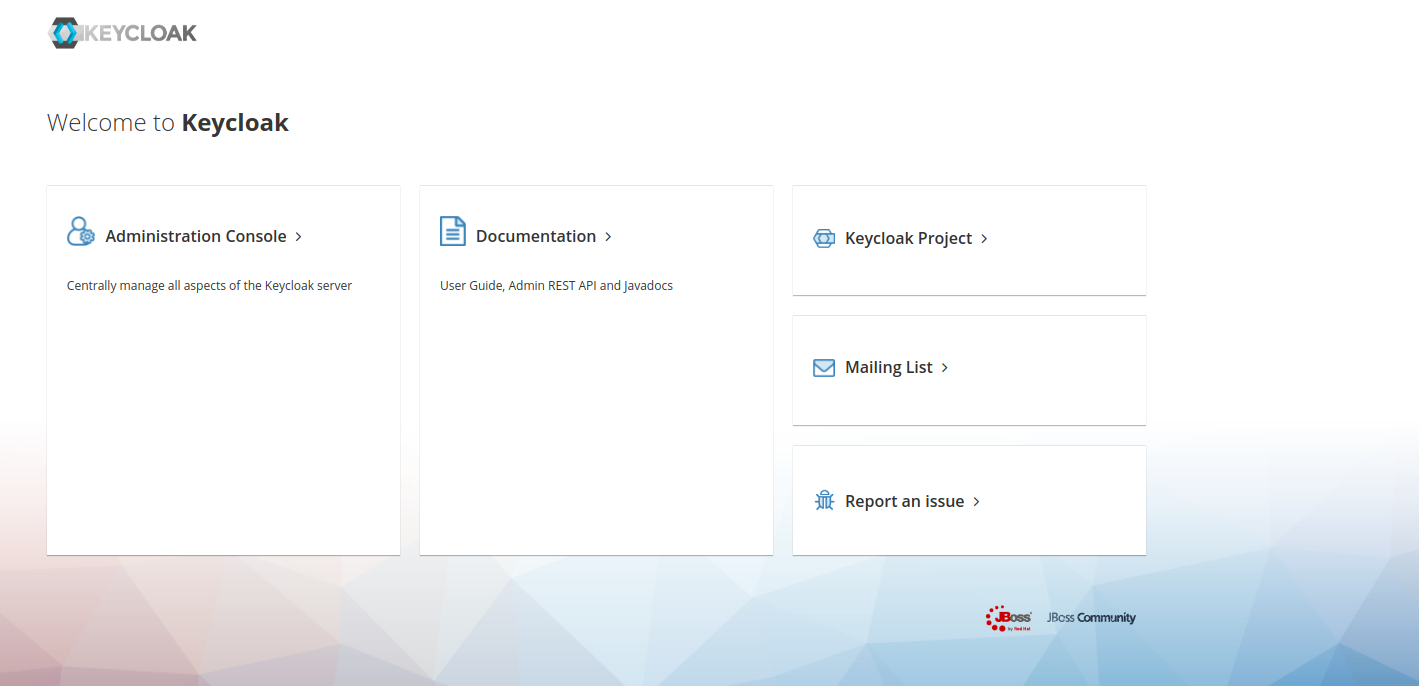 KEYCLOAK
Welcome to Keycloak
Administration Console
Centrally manage all aspects of the Keycloak server
Documentation
User Guide, Admin REST API and Javadocs
Keycloak Project
Mailing List
Report an issue
JBoss
by Red Hat
JBoss Community